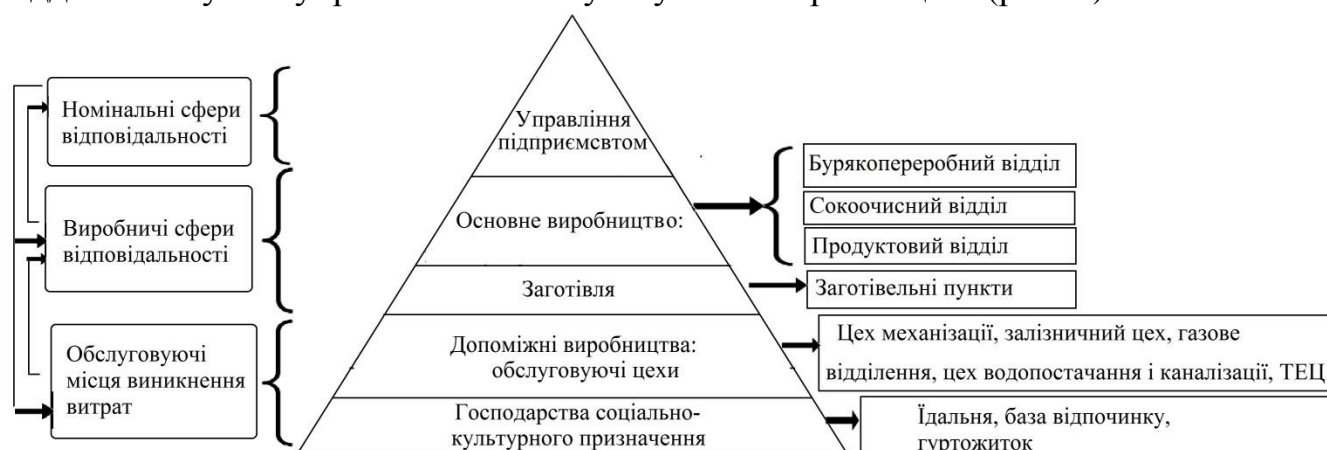 Номінальні сфери
відповідальності
Виробничі сфери
відповідальності
Обслуговуючі
місця виникнення
витрат
Управління
підприємсвтом
Основне виробництво:
Заготівля
Допоміжні виробництва:
обслуговуючі цехи
Господарства соціально-
культурного призначення
Бурякопереробний відділ
Сокоочисний відділ
Продуктовий відділ
Заготівельні пункти
Цех механізації, залізничний цех, газове
відділення, цех водопостачання і каналізації, ТЕЦ
Їдальня, база відпочинку,
гуртожиток